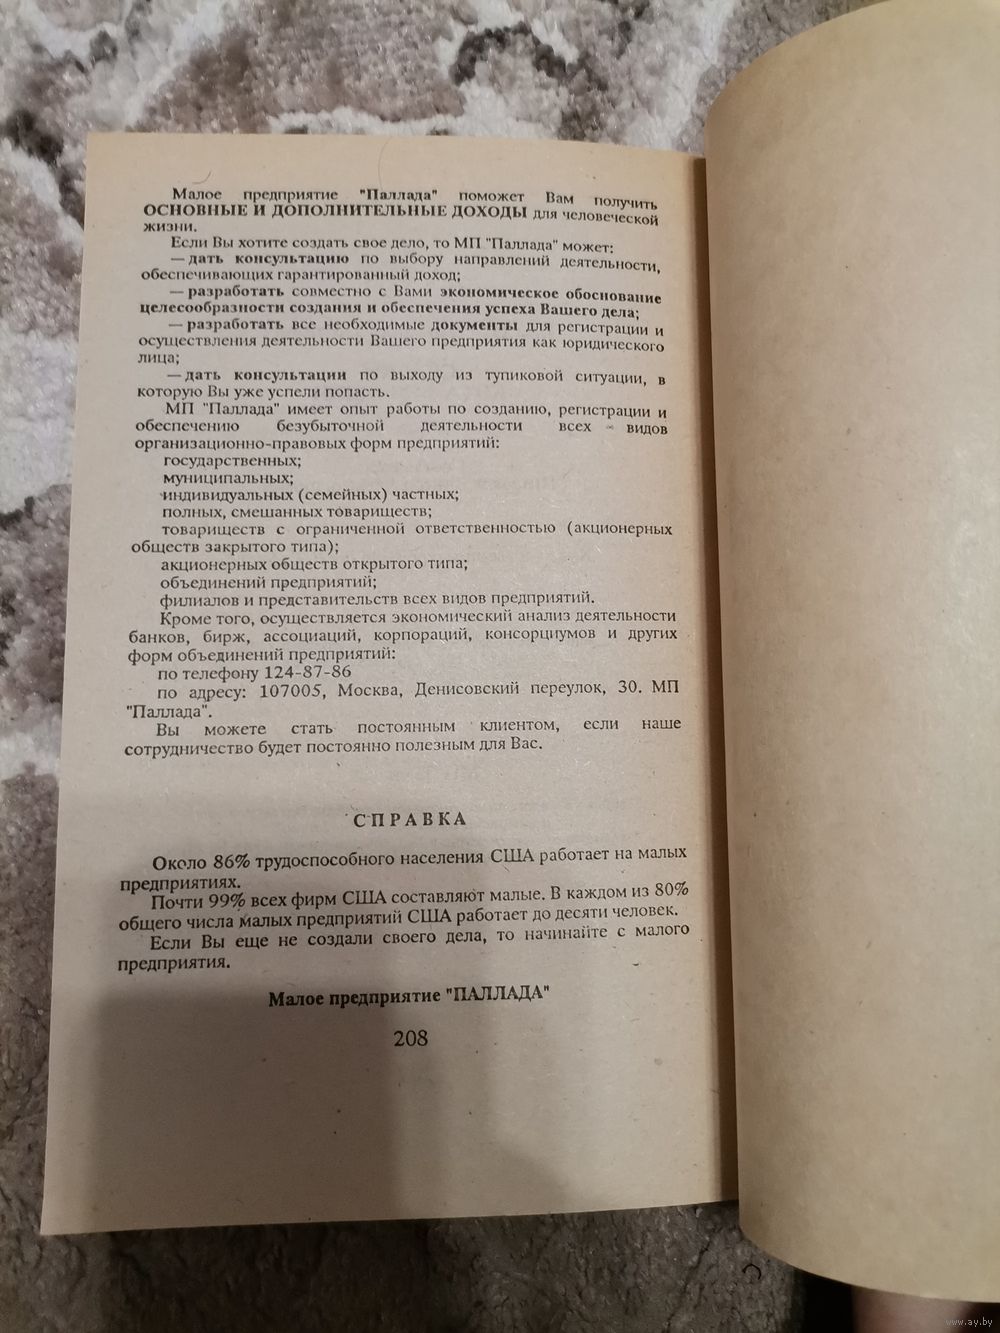 Малое предприятие "Паллада" поможет Вам получить
ОСНОВНЫЕ И ДОПОЛНИТЕЛЬНЫЕ ДОХОДЫ для человеческой
жизни.
Если Вы хотите создать свое дело, то МП "Паллада" может:
— дать консультацию по выбору направлений деятельности,
обеспечивающих гарантированный доход;
— разработать совместно с Вами экономическое обоснование
целесообразности создания и обеспечения успеха Вашего дела;
— разработать все необходимые документы для регистрации и
осуществления деятельности Вашего предприятия как юридического
лица;
— дать консультации по выходу из тупиковой ситуации, в
которую Вы уже успели попасть.
МП "Паллада" имеет опыт работы по созданию, регистрации и
обеспечению безубыточной деятельности всех видов
организационно-правовых форм предприятий:
государственных;
муниципальных;
индивидуальных (семейных) частных;
полных, смешанных товариществ;
товариществ с ограниченной ответственностью (акционерных
обществ закрытого типа);
акционерных обществ открытого типа;
объединений предприятий;
филиалов и представительств всех видов предприятий.
Кроме того, осуществляется экономический анализ деятельности
банков, бирж, ассоциаций, корпораций, консорциумов и других
форм объединений предприятий:
по телефону 124-87-86
по адресу: 107005, Москва, Денисовский переулок, 30. МП
"Паллада".
Вы можете стать постоянным клиентом, если наше
сотрудничество будет постоянно полезным для Вас.
СПРАВКА
Около 86% трудоспособного населения США работает на малых
предприятиях.
Почти 99% всех фирм США составляют малые. В каждом из 80%
общего числа малых предприятий США работает до десяти человек.
Если Вы еще не создали своего дела, то начинайте с малого
предприятия.
Малое предприятие "ПАЛЛАДА"
208
www.ay.by